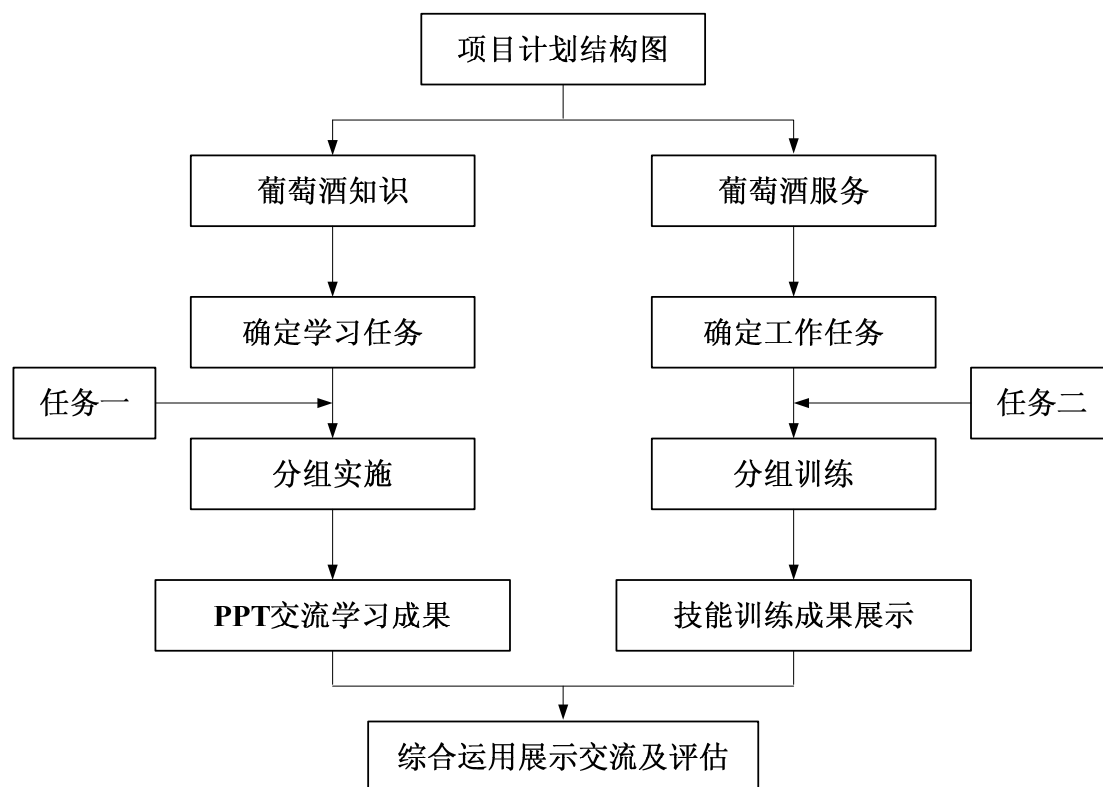 项目计划结构图
葡萄酒知识
葡萄酒服务
确定学习任务
确定工作任务
任务一
任务二
分组实施
分组训练
PPT交流学习成果
技能训练成果展示
综合运用展示交流及评估